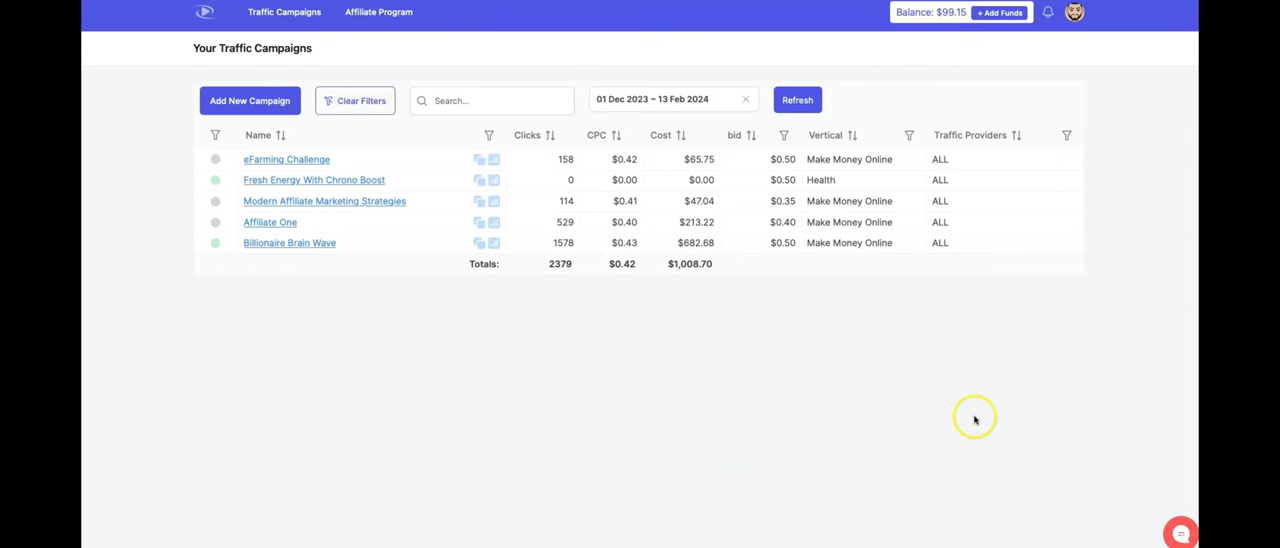 Traffic Campaigns Affiliate Program Balance: $99.15 + Add Funds
Your Traffic Campaigns
Add New Campaign Clear Filters Search... 01 Dec 2023 ~ 13 Feb 2024 Refresh
Name Clicks CPC Cost bid Vertical Traffic Providers
eFarming Challenge 158 $0.42 $65.75 $0.50 Make Money Online ALL
Fresh Energy With Chrono Boost 0 $0.00 $0.00 $0.50 Health ALL
Modern Affiliate Marketing Strategies 114 $0.41 $47.04 $0.35 Make Money Online ALL
Affiliate One 529 $0.40 $213.22 $0.40 Make Money Online ALL
Billionaire Brain Wave 1578 $0.43 $682.68 $0.50 Make Money Online ALL
Totals: 2379 $0.42 $1,008.70